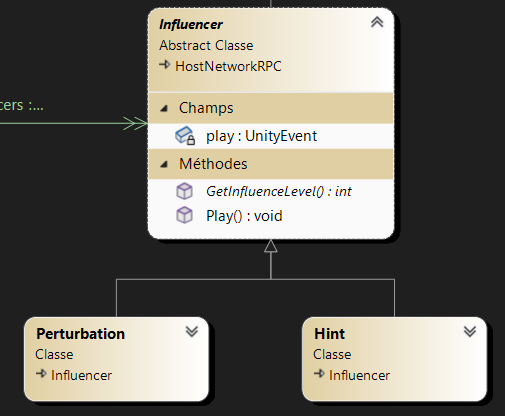 Influencer
Abstract Classe
HostNetworkRPC
cers :...
Champs
play : UnityEvent
Méthodes
GetInfluenceLevel() : int
Play() : void
Perturbation
Classe
Influencer
Hint
Classe
Influencer